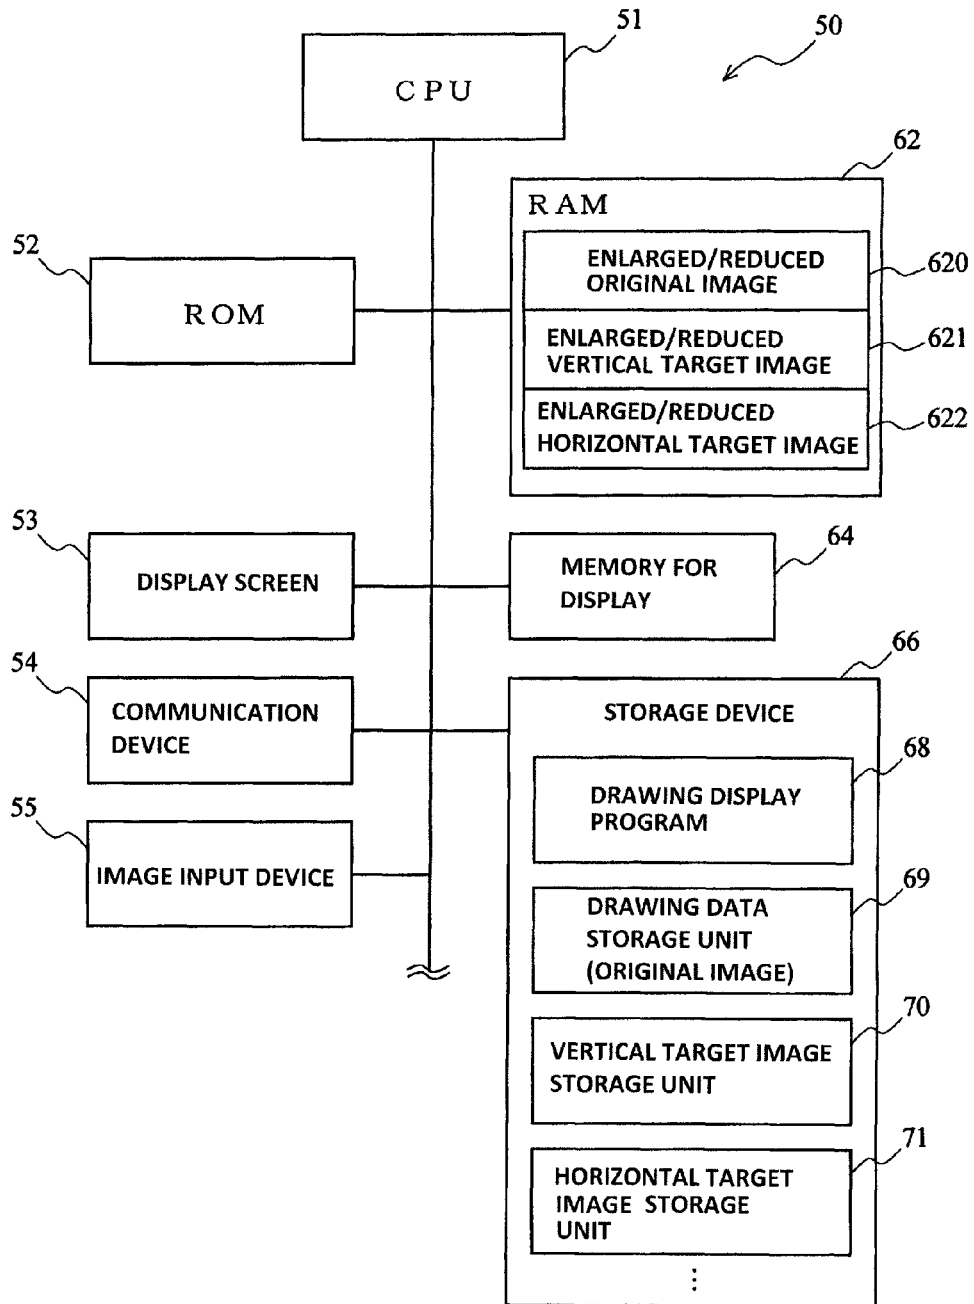 51
50
CPU
62
RAM
52
ENLARGED/REDUCED
ORIGINAL IMAGE
620
ROM
ENLARGED/REDUCED
VERTICAL TARGET IMAGE
621
ENLARGED/REDUCED
HORIZONTAL TARGET IMAGE
622
53
DISPLAY SCREEN
64
MEMORY FOR
DISPLAY
54
COMMUNICATION
DEVICE
66
STORAGE DEVICE
68
DRAWING DISPLAY
PROGRAM
55
IMAGE INPUT DEVICE
69
DRAWING DATA
STORAGE UNIT
(ORIGINAL IMAGE)
70
VERTICAL TARGET IMAGE
STORAGE UNIT
71
HORIZONTAL TARGET
IMAGE STORAGE
UNIT
⋮